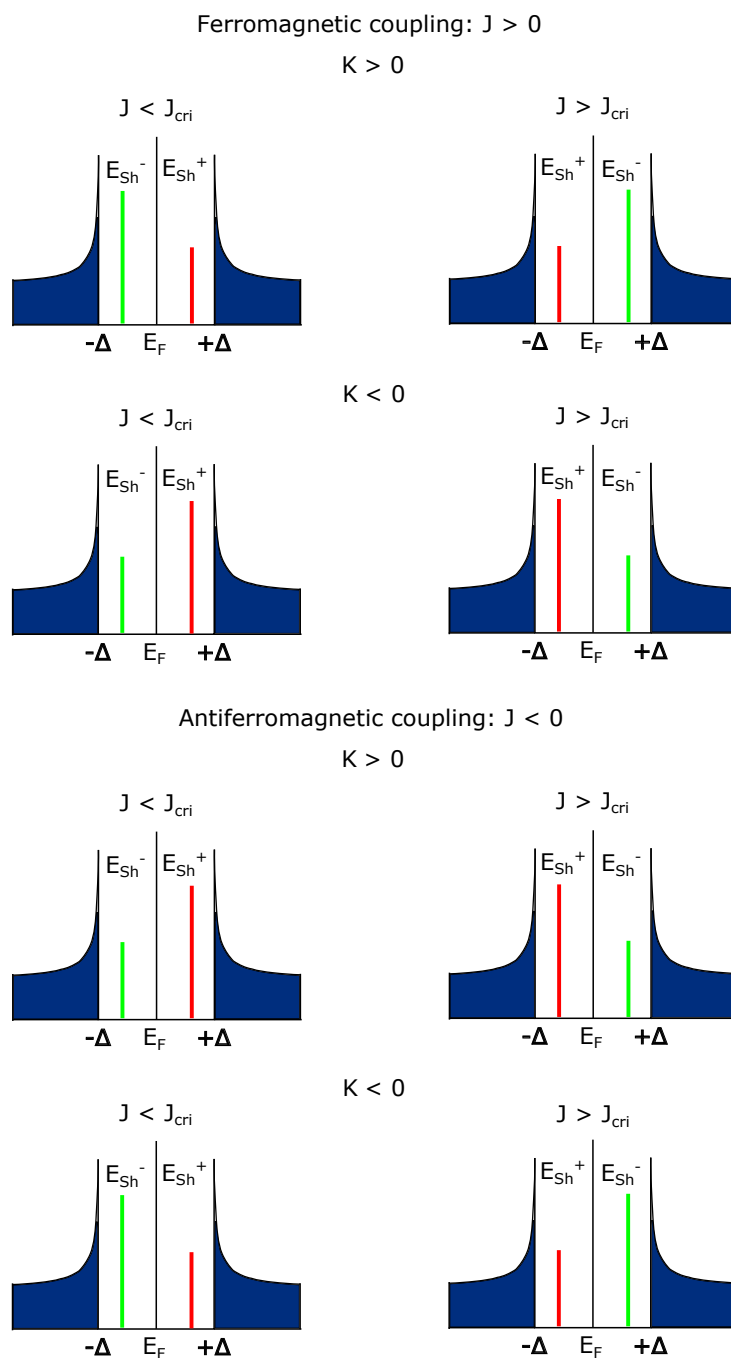 Ferromagnetic coupling: J > 0
K > 0
J < J_cri J > J_cri
E_Sh^- E_Sh^+ E_Sh^+ E_Sh^-
-Δ E_F +Δ -Δ E_F +Δ
K < 0
J < J_cri J > J_cri
E_Sh^- E_Sh^+ E_Sh^+ E_Sh^-
-Δ E_F +Δ -Δ E_F +Δ
Antiferromagnetic coupling: J < 0
K > 0
J < J_cri J > J_cri
E_Sh^- E_Sh^+ E_Sh^+ E_Sh^-
-Δ E_F +Δ -Δ E_F +Δ
K < 0
J < J_cri J > J_cri
E_Sh^- E_Sh^+ E_Sh^+ E_Sh^-
-Δ E_F +Δ -Δ E_F +Δ